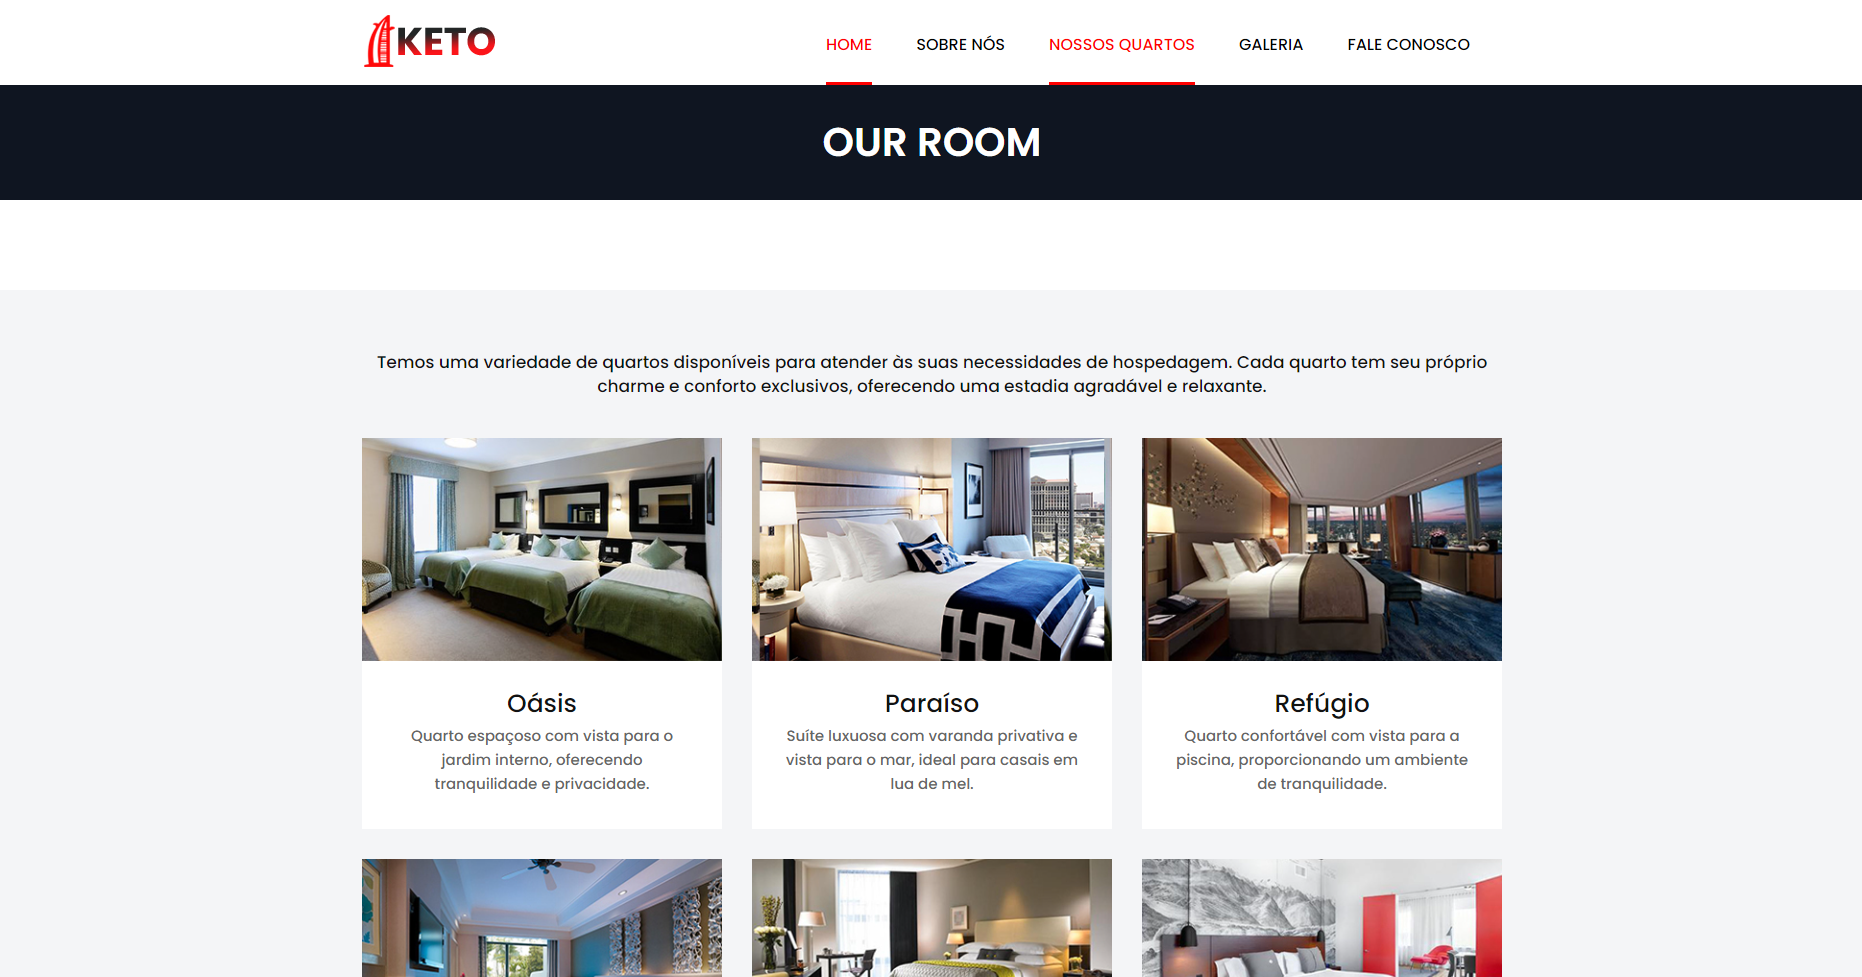 KETO
HOME SOBRE NÓS NOSSOS QUARTOS GALERIA FALE CONOSCO
OUR ROOM
Temos uma variedade de quartos disponíveis para atender às suas necessidades de hospedagem. Cada quarto tem seu próprio
charme e conforto exclusivos, oferecendo uma estadia agradável e relaxante.
Oásis
Quarto espaçoso com vista para o
jardim interno, oferecendo
tranquilidade e privacidade.
Paraíso
Suíte luxuosa com varanda privativa e
vista para o mar, ideal para casais em
lua de mel.
Refúgio
Quarto confortável com vista para a
piscina, proporcionando um ambiente
de tranquilidade.